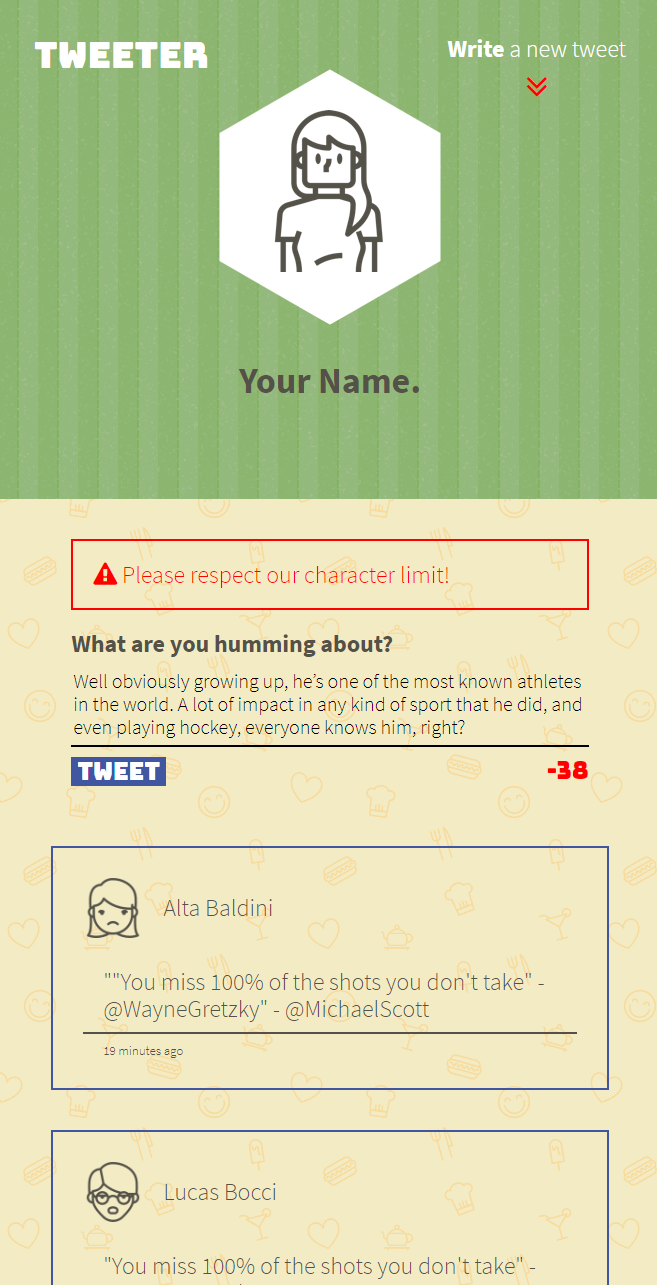 TWEETER
Write a new tweet
Your Name.
Please respect our character limit!
What are you humming about?
Well obviously growing up, he’s one of the most known athletes
in the world. A lot of impact in any kind of sport that he did, and
even playing hockey, everyone knows him, right?
TWEET
-38
Alta Baldini
""You miss 100% of the shots you don't take" -
@WayneGretzky" - @MichaelScott
19 minutes ago
Lucas Bocci
"You miss 100% of the shots you don't take" -